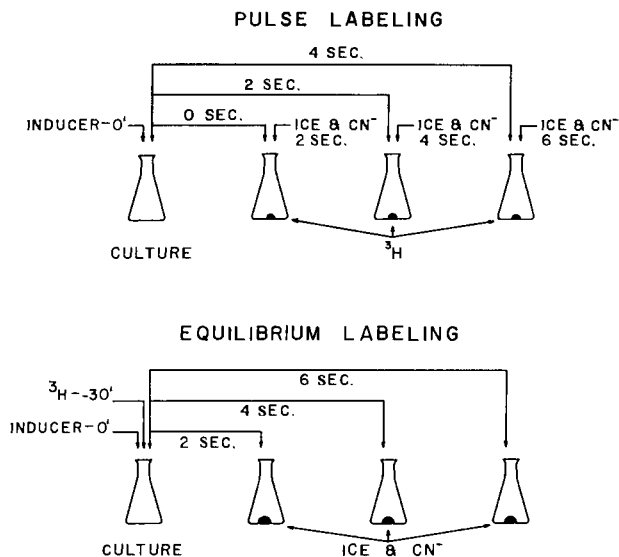 PULSE LABELING
4 SEC.
2 SEC.
0 SEC.
INDUCER-0'
ICE & CN⁻
2 SEC.
ICE & CN⁻
4 SEC.
ICE & CN⁻
6 SEC.
CULTURE
³H
EQUILIBRIUM LABELING
6 SEC.
³H--30'
4 SEC.
INDUCER-0'
2 SEC.
CULTURE
ICE & CN⁻